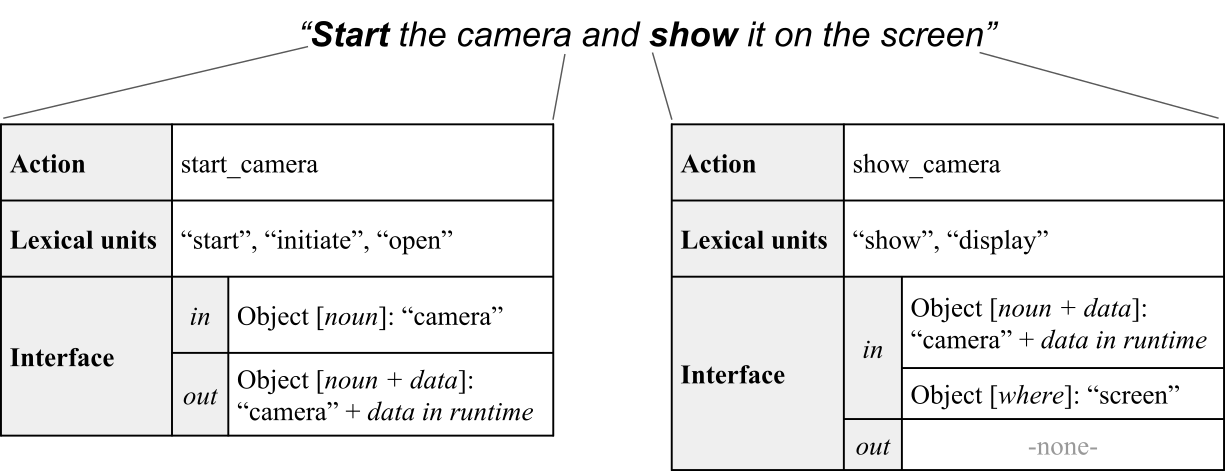 “Start the camera and show it on the screen”
Action start_camera
Lexical units “start”, “initiate”, “open”
Interface
in Object [noun]: “camera”
out Object [noun + data]:
“camera” + data in runtime
Action show_camera
Lexical units “show”, “display”
Interface
in Object [noun + data]:
“camera” + data in runtime
Object [where]: “screen”
out -none-